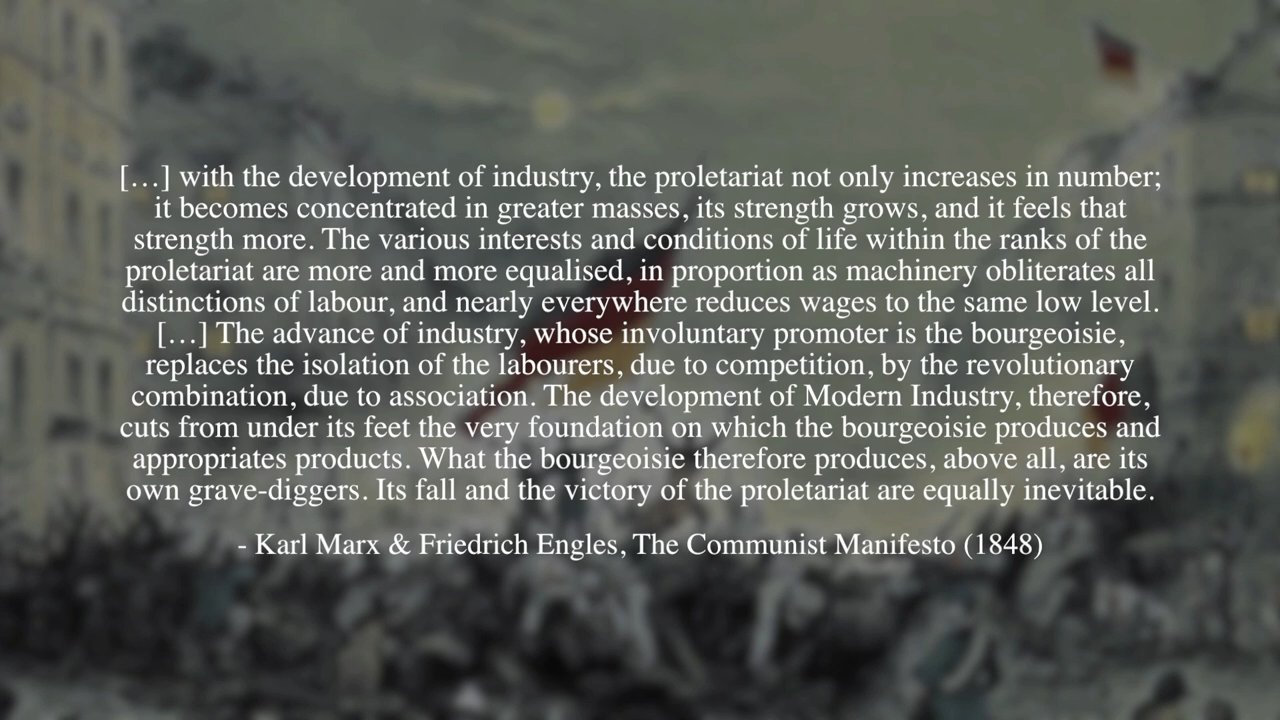 […] with the development of industry, the proletariat not only increases in number;
it becomes concentrated in greater masses, its strength grows, and it feels that
strength more. The various interests and conditions of life within the ranks of the
proletariat are more and more equalised, in proportion as machinery obliterates all
distinctions of labour, and nearly everywhere reduces wages to the same low level.
[…] The advance of industry, whose involuntary promoter is the bourgeoisie,
replaces the isolation of the labourers, due to competition, by the revolutionary
combination, due to association. The development of Modern Industry, therefore,
cuts from under its feet the very foundation on which the bourgeoisie produces and
appropriates products. What the bourgeoisie therefore produces, above all, are its
own grave-diggers. Its fall and the victory of the proletariat are equally inevitable.
- Karl Marx & Friedrich Engles, The Communist Manifesto (1848)